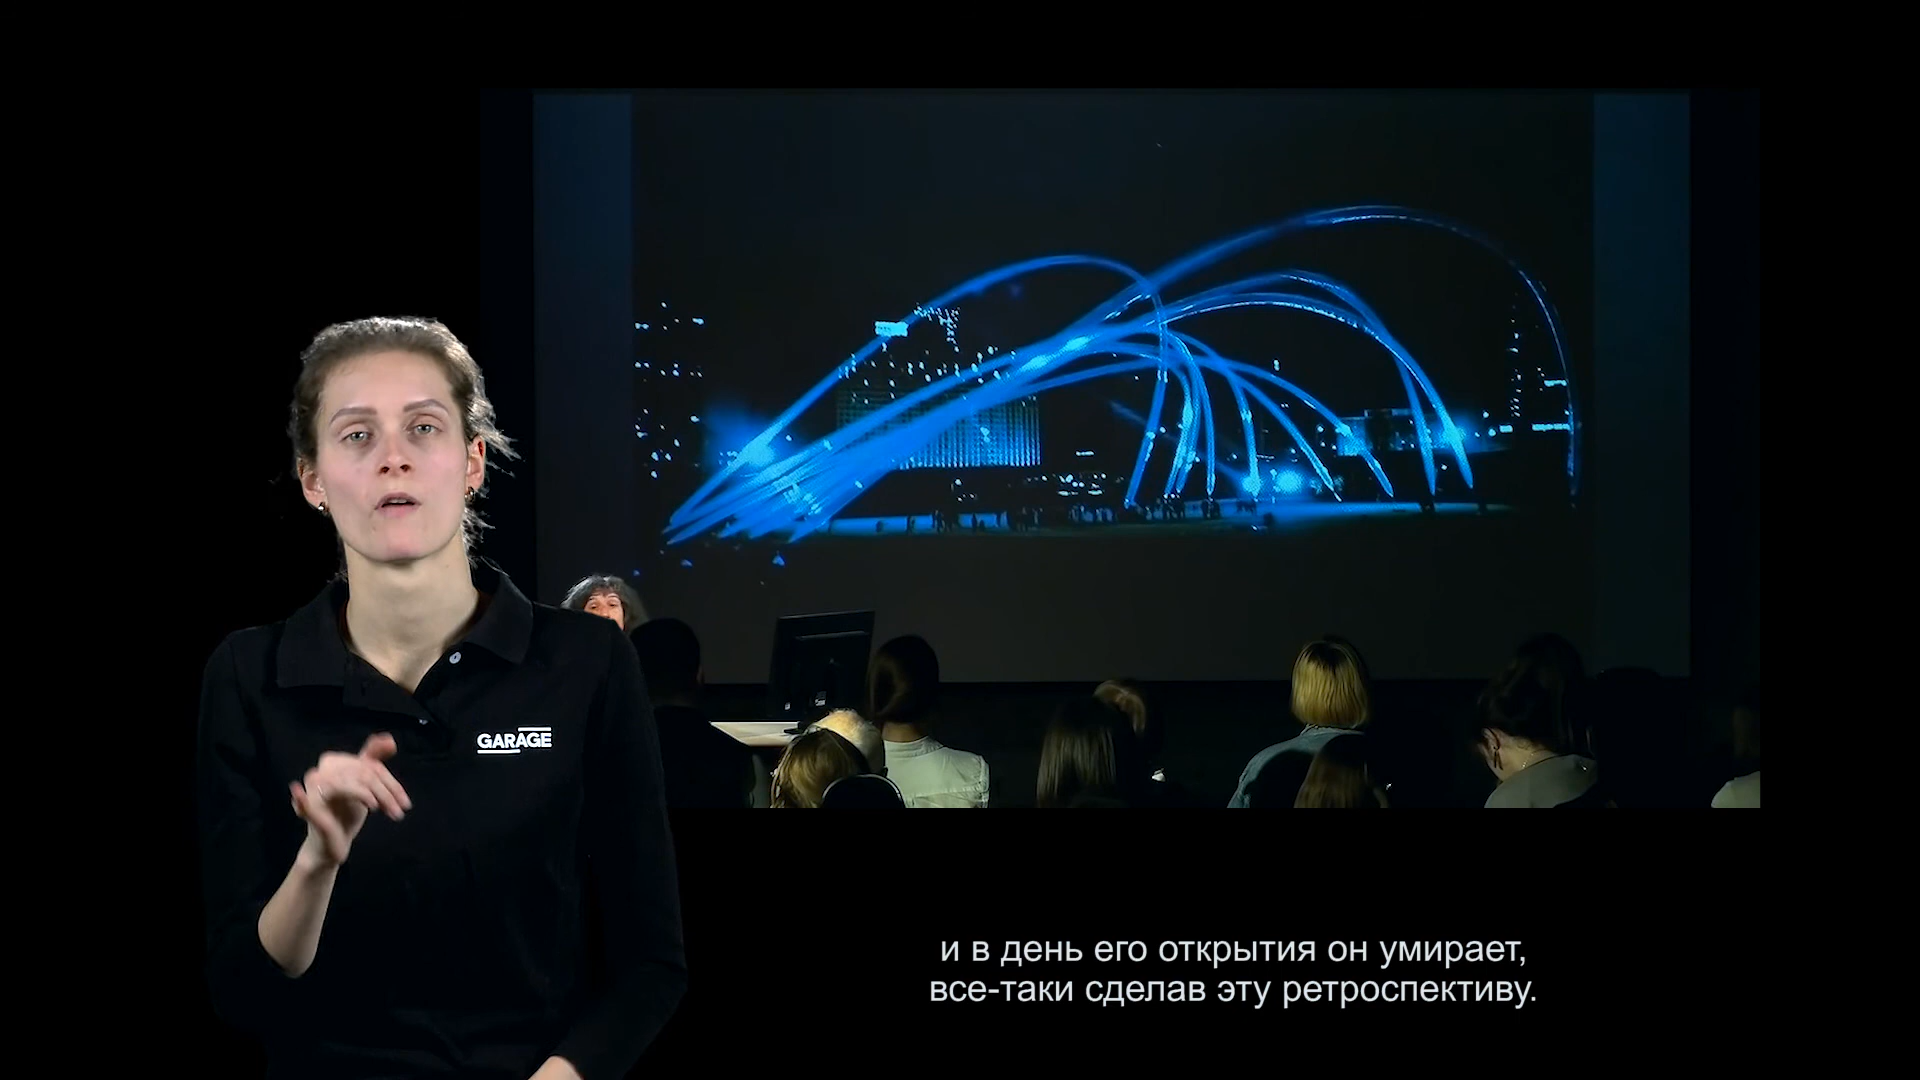 GARAGE
и в день его открытия он умирает,
все-таки сделав эту ретроспективу.